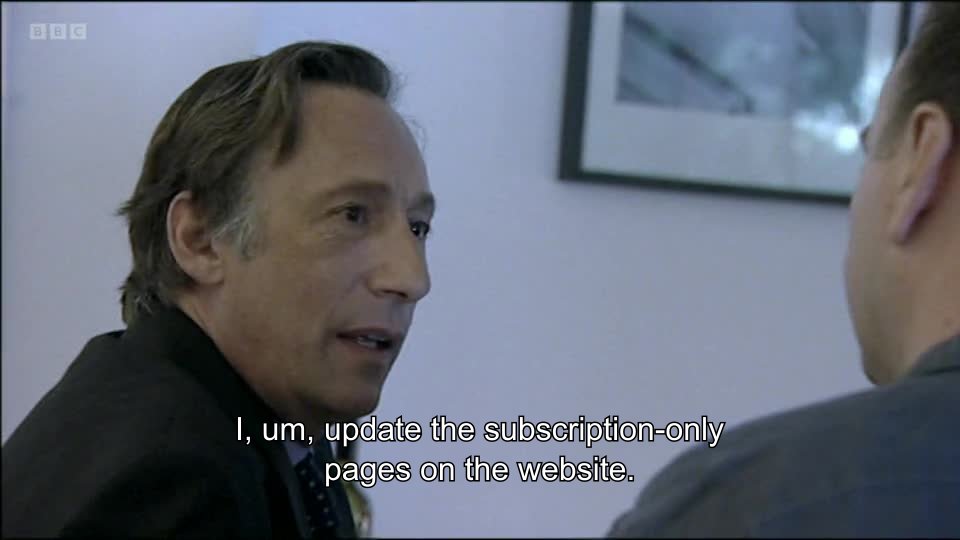 BBC
I, um, update the subscription-only
pages on the website.